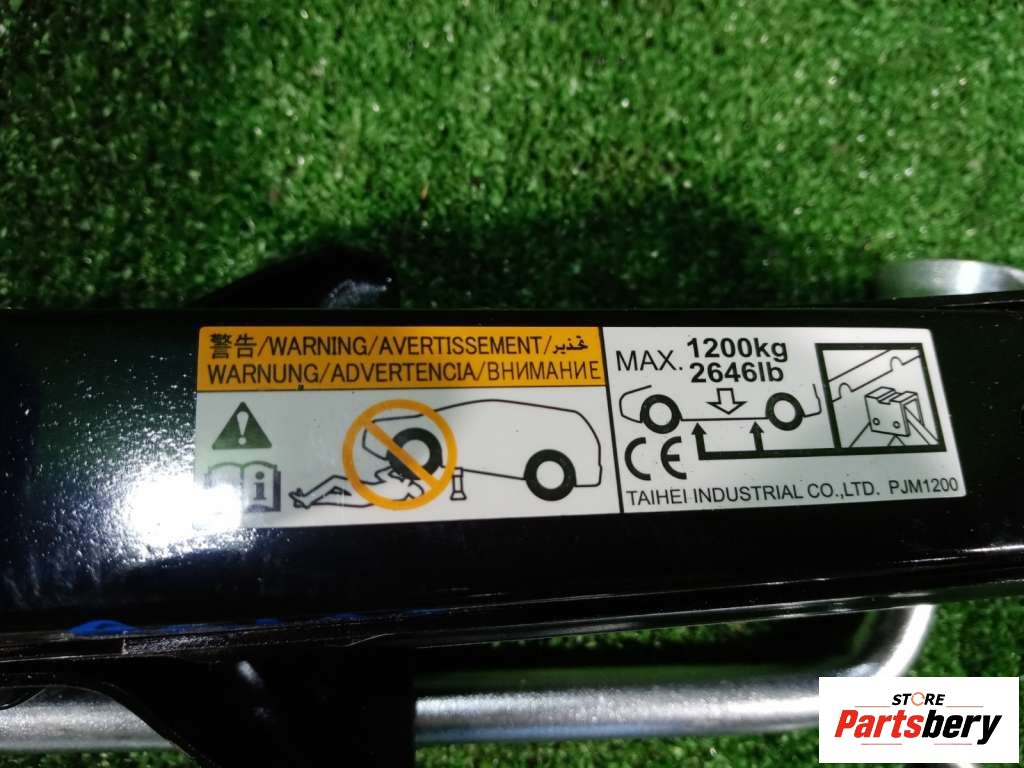 警告/WARNING/AVERTISSEMENT/تحذير
WARNUNG/ADVERTENCIA/ВНИМАНИЕ
MAX. 1200kg
2646lb
CE
TAIHEI INDUSTRIAL CO.,LTD. PJM1200
STORE
Partsbery